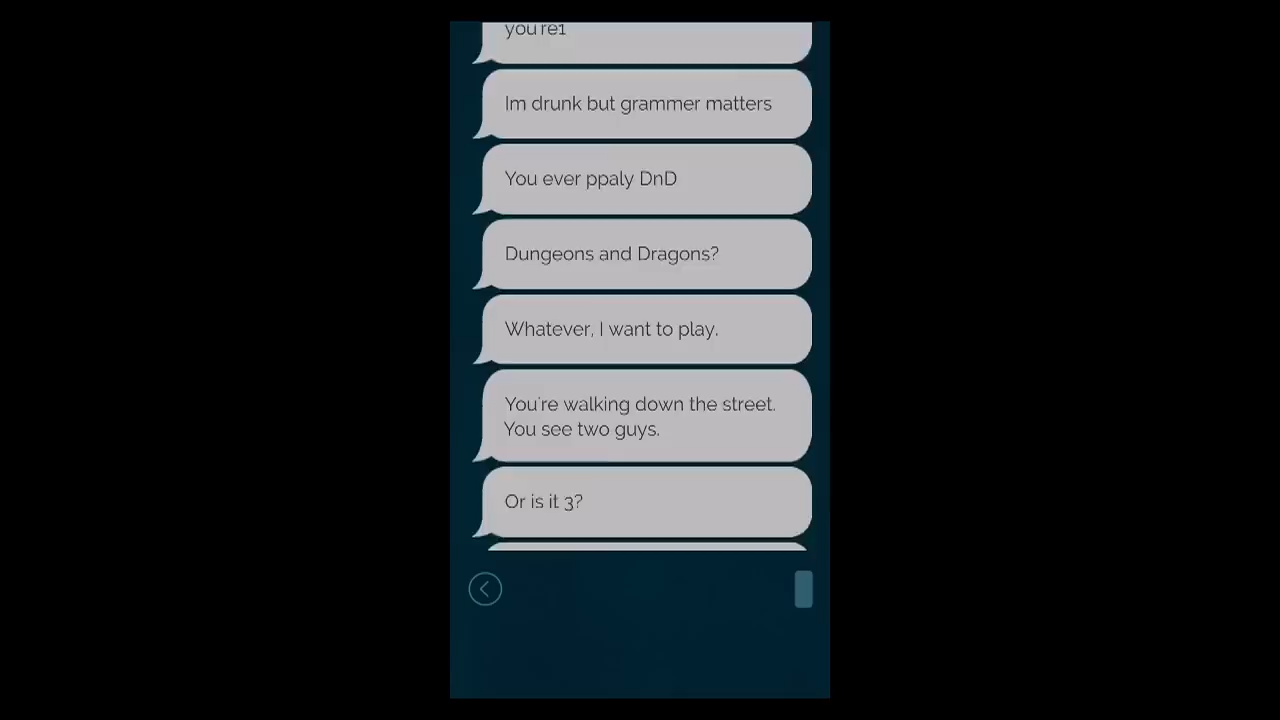 you're1
Im drunk but grammer matters
You ever ppaly DnD
Dungeons and Dragons?
Whatever, I want to play.
You're walking down the street.
You see two guys.
Or is it 3?